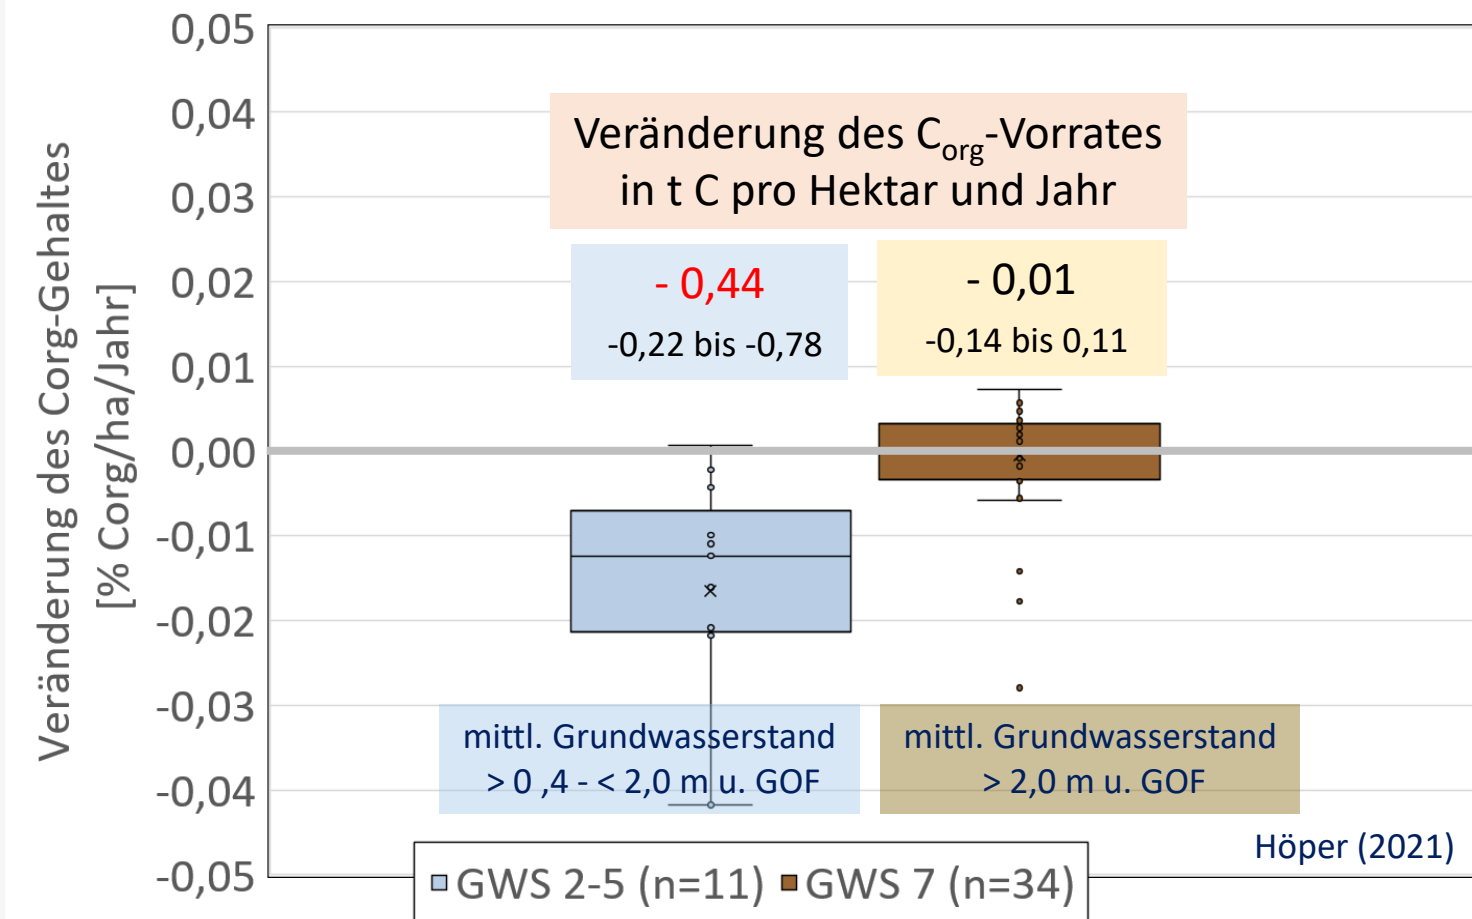 Veränderung des Corg-Gehaltes
[% Corg/ha/Jahr]
0,05
0,04
0,03
0,02
0,01
0,00
-0,01
-0,02
-0,03
-0,04
-0,05
Veränderung des Corg-Vorrates
in t C pro Hektar und Jahr
- 0,44
-0,22 bis -0,78
- 0,01
-0,14 bis 0,11
mittl. Grundwasserstand
> 0 ,4 - < 2,0 m u. GOF
mittl. Grundwasserstand
> 2,0 m u. GOF
Höper (2021)
GWS 2-5 (n=11) GWS 7 (n=34)